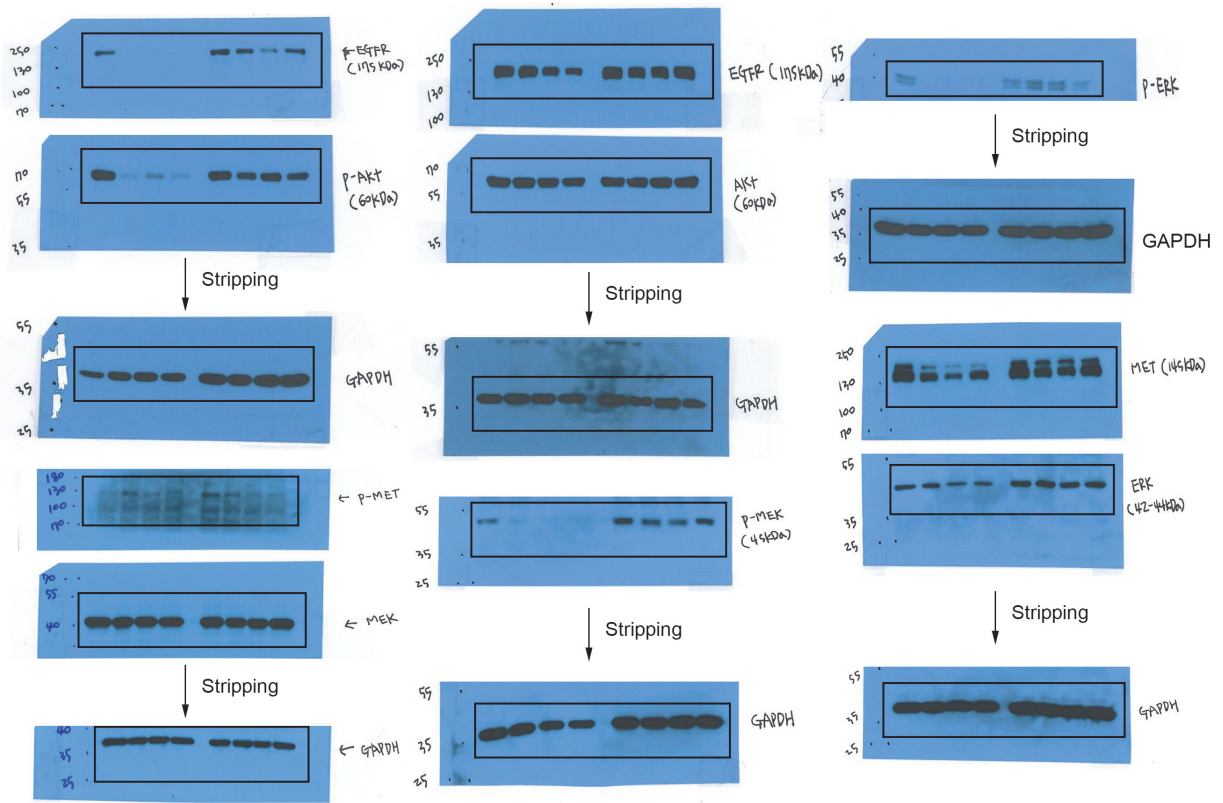 250
130
100
70
←EGFR
(175kDa)
70
55
35
P-AKt
(60kDa)
Stripping
55
35
25
GAPDH
180
130
100
70
← P-MET
70
55
40
← MEK
Stripping
40
35
25
← GAPDH
250
130
100
EGFR (175kDa)
70
55
35
AKt
(60kDa)
Stripping
55
35
GAPDH
55
35
25
P-MEK
(45kDa)
Stripping
55
35
25
GAPDH
55
40
P-ERK
Stripping
55
40
35
25
GAPDH
250
130
100
70
MET (145kDa)
55
35
25
ERK
(42-44kDa)
Stripping
55
35
25
GAPDH